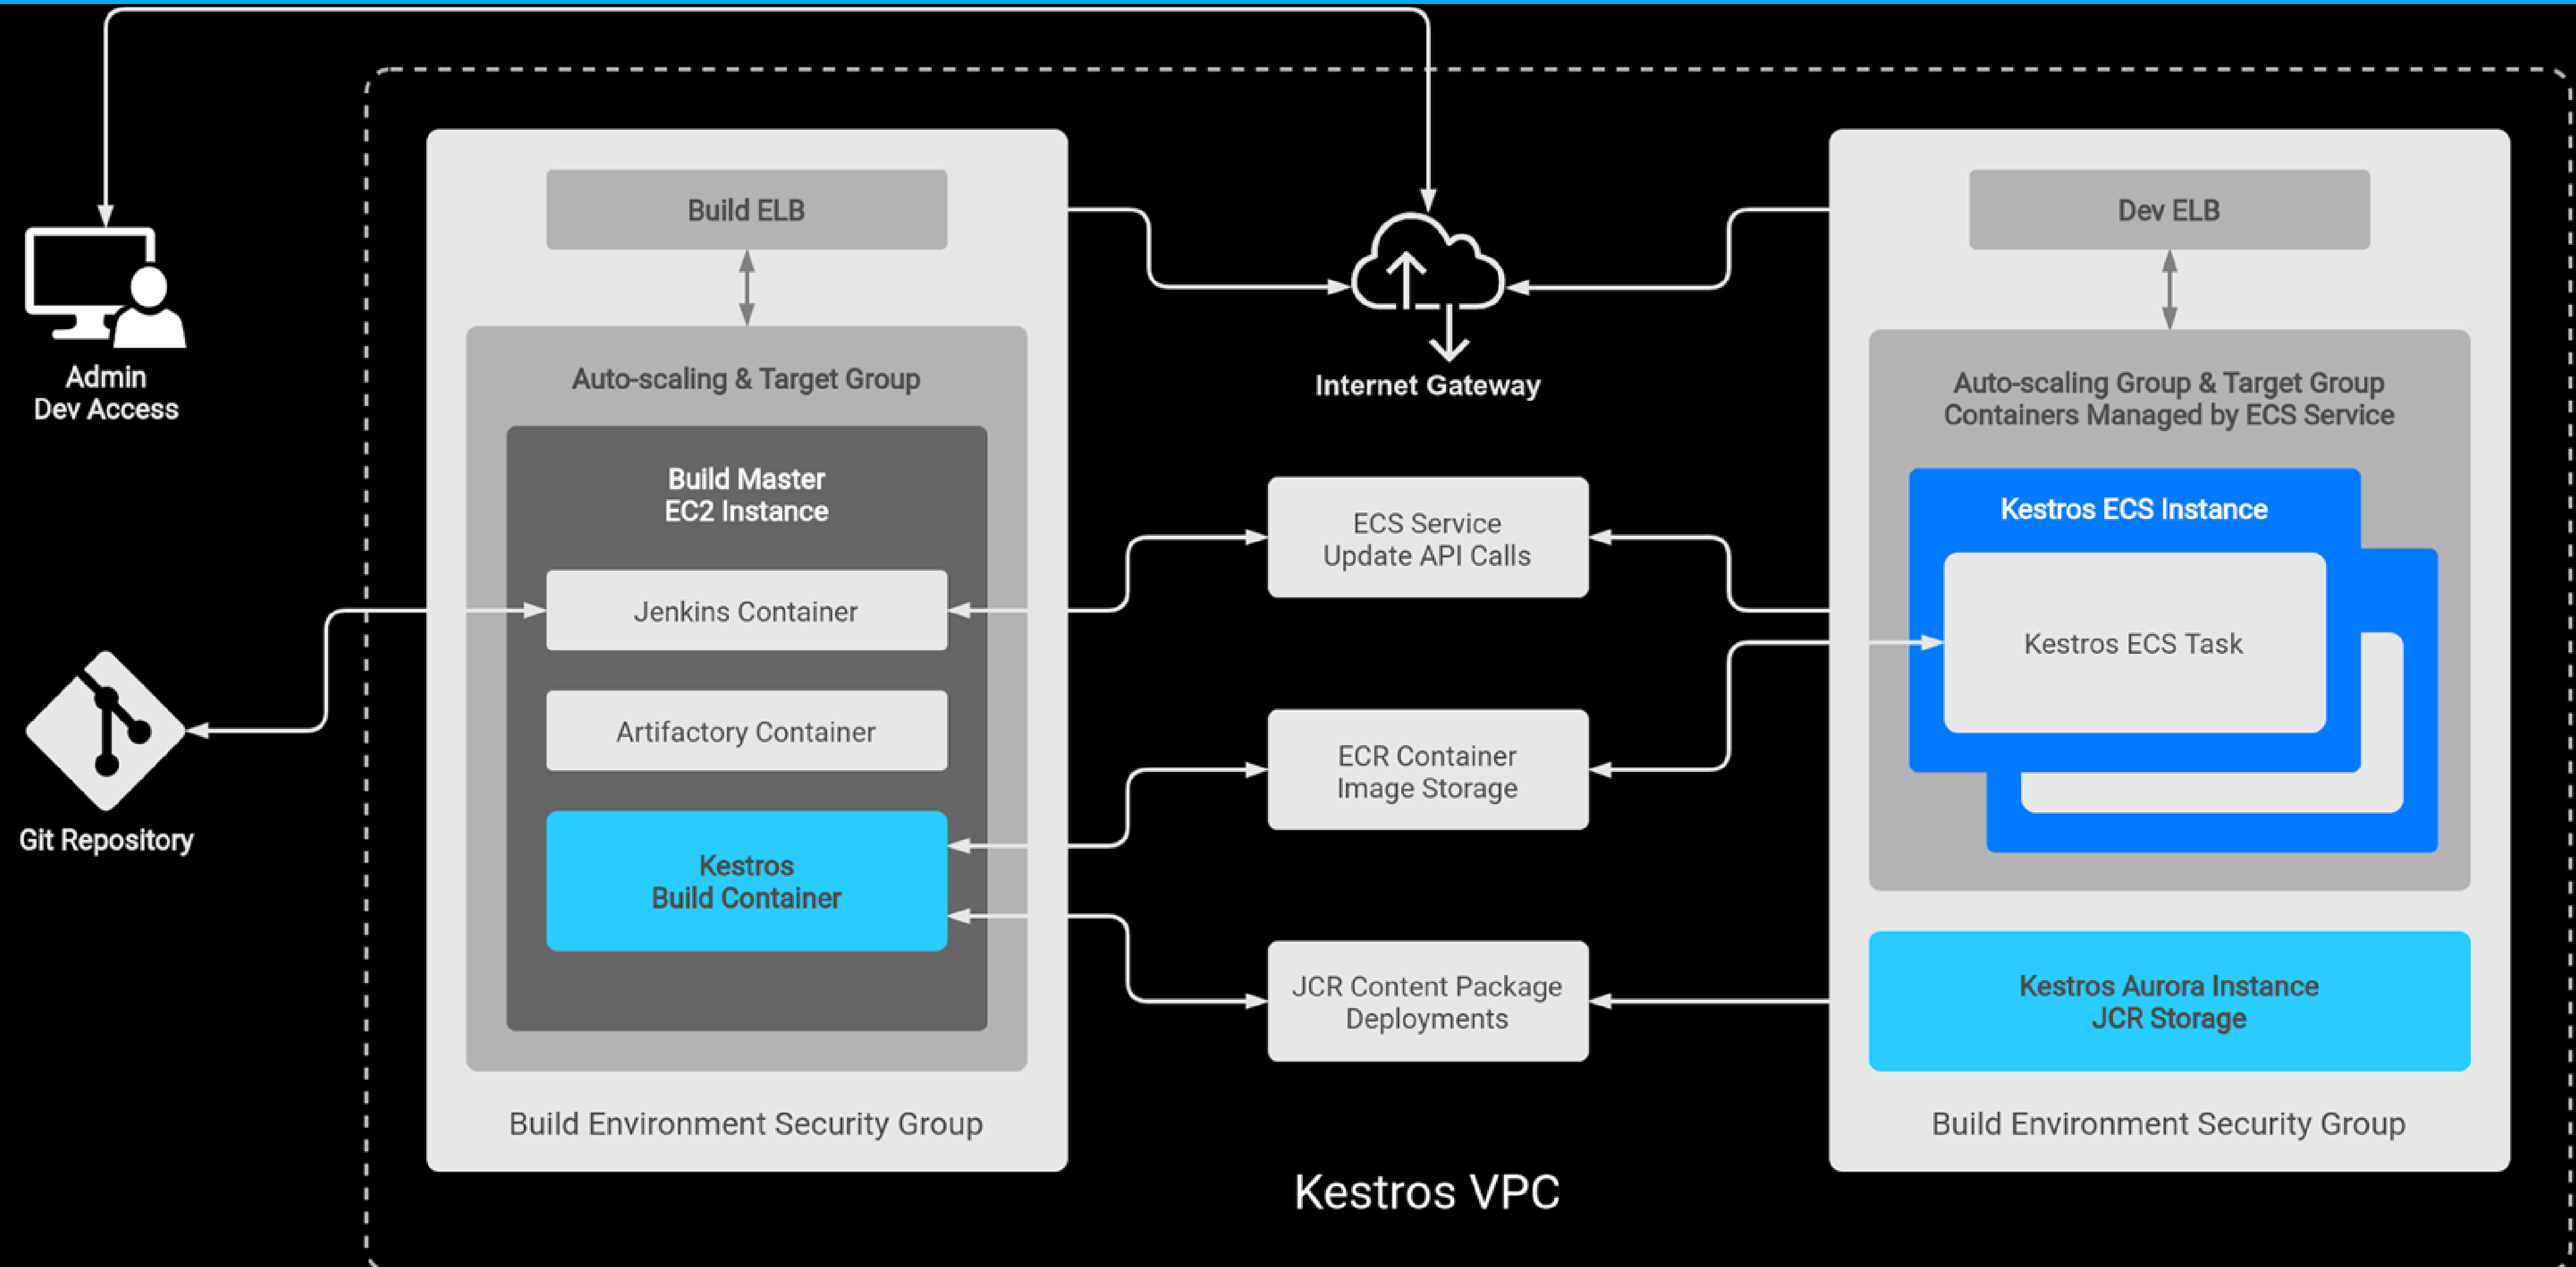 Admin
Dev Access
Git Repository
Build ELB
Auto-scaling & Target Group
Build Master
EC2 Instance
Jenkins Container
Artifactory Container
Kestros
Build Container
Build Environment Security Group
Internet Gateway
ECS Service
Update API Calls
ECR Container
Image Storage
JCR Content Package
Deployments
Kestros VPC
Dev ELB
Auto-scaling Group & Target Group
Containers Managed by ECS Service
Kestros ECS Instance
Kestros ECS Task
Kestros Aurora Instance
JCR Storage
Build Environment Security Group